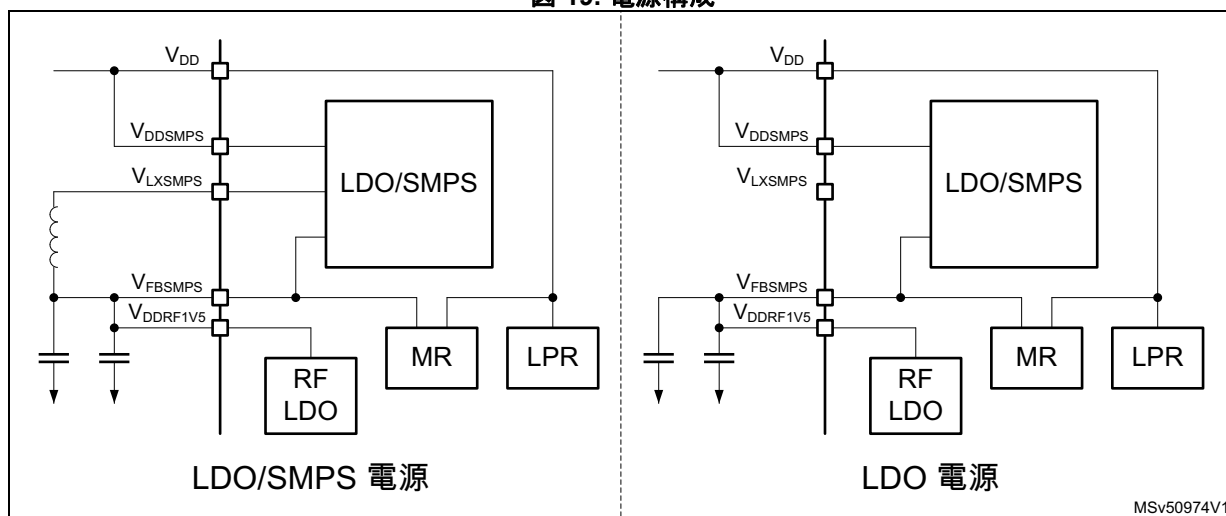 V_DD
V_DDSMPS
V_LXSMPS
LDO/SMPS
V_FBSMPS
V_DDRF1V5
MR
LPR
RF
LDO
LDO/SMPS 電源
V_DD
V_DDSMPS
V_LXSMPS
LDO/SMPS
V_FBSMPS
V_DDRF1V5
MR
LPR
RF
LDO
LDO 電源
MSv50974V1